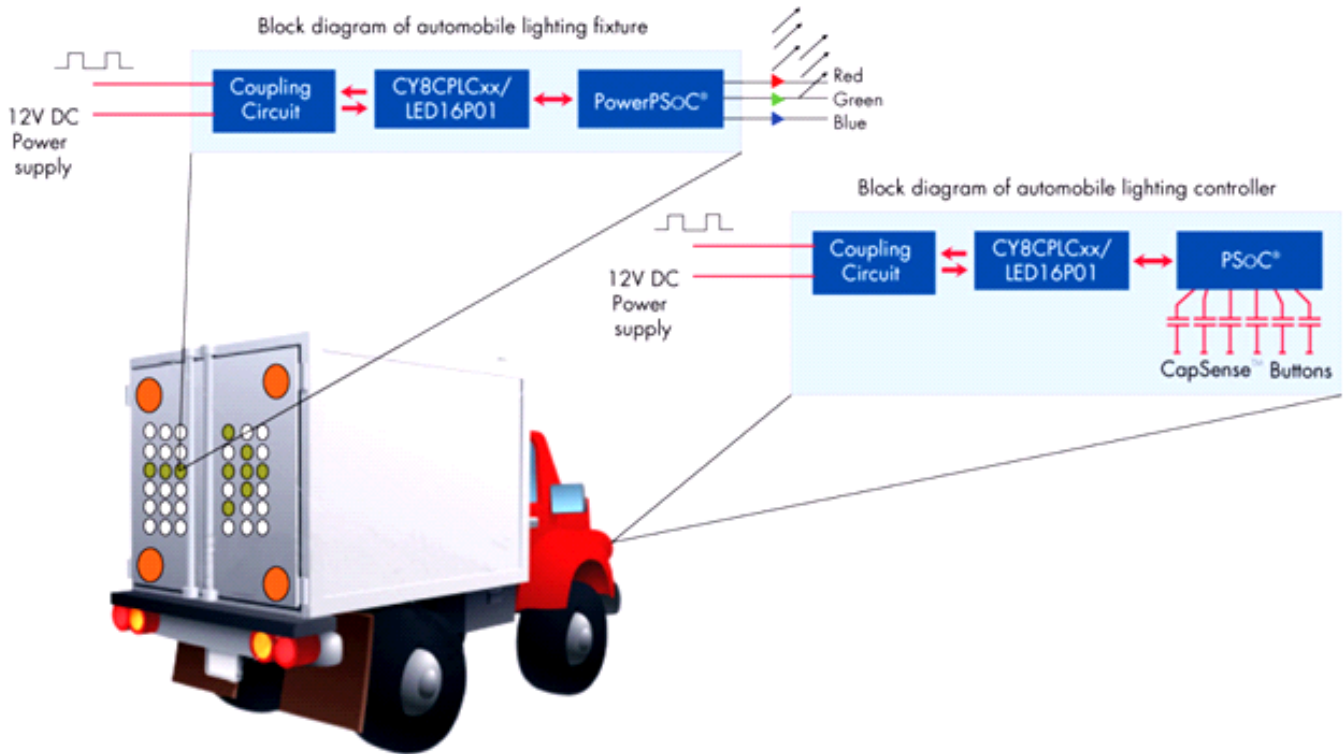 Block diagram of automobile lighting fixture
12V DC
Power
supply
Coupling
Circuit
CY8CPLCxx/
LED16P01
PowerPSoC®
Red
Green
Blue
Block diagram of automobile lighting controller
12V DC
Power
supply
Coupling
Circuit
CY8CPLCxx/
LED16P01
PSoC®
CapSense™ Buttons